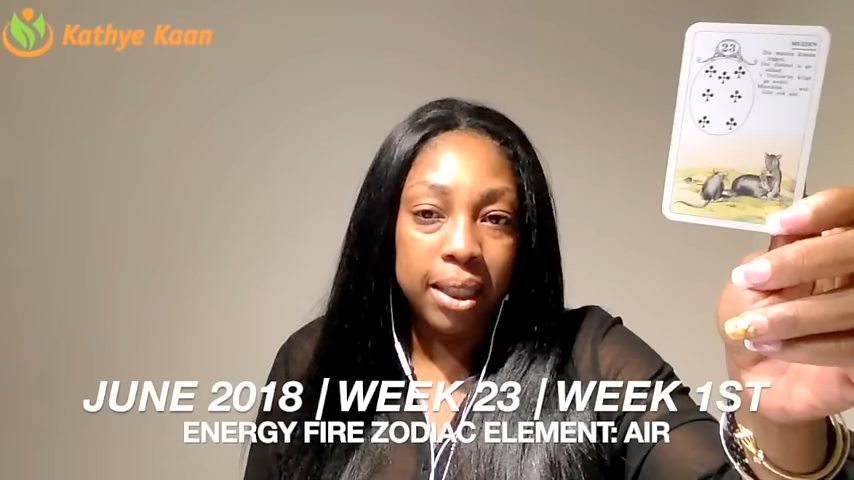 Kathye Kaan
23
JUNE 2018 | WEEK 23 | WEEK 1ST
ENERGY FIRE ZODIAC ELEMENT: AIR